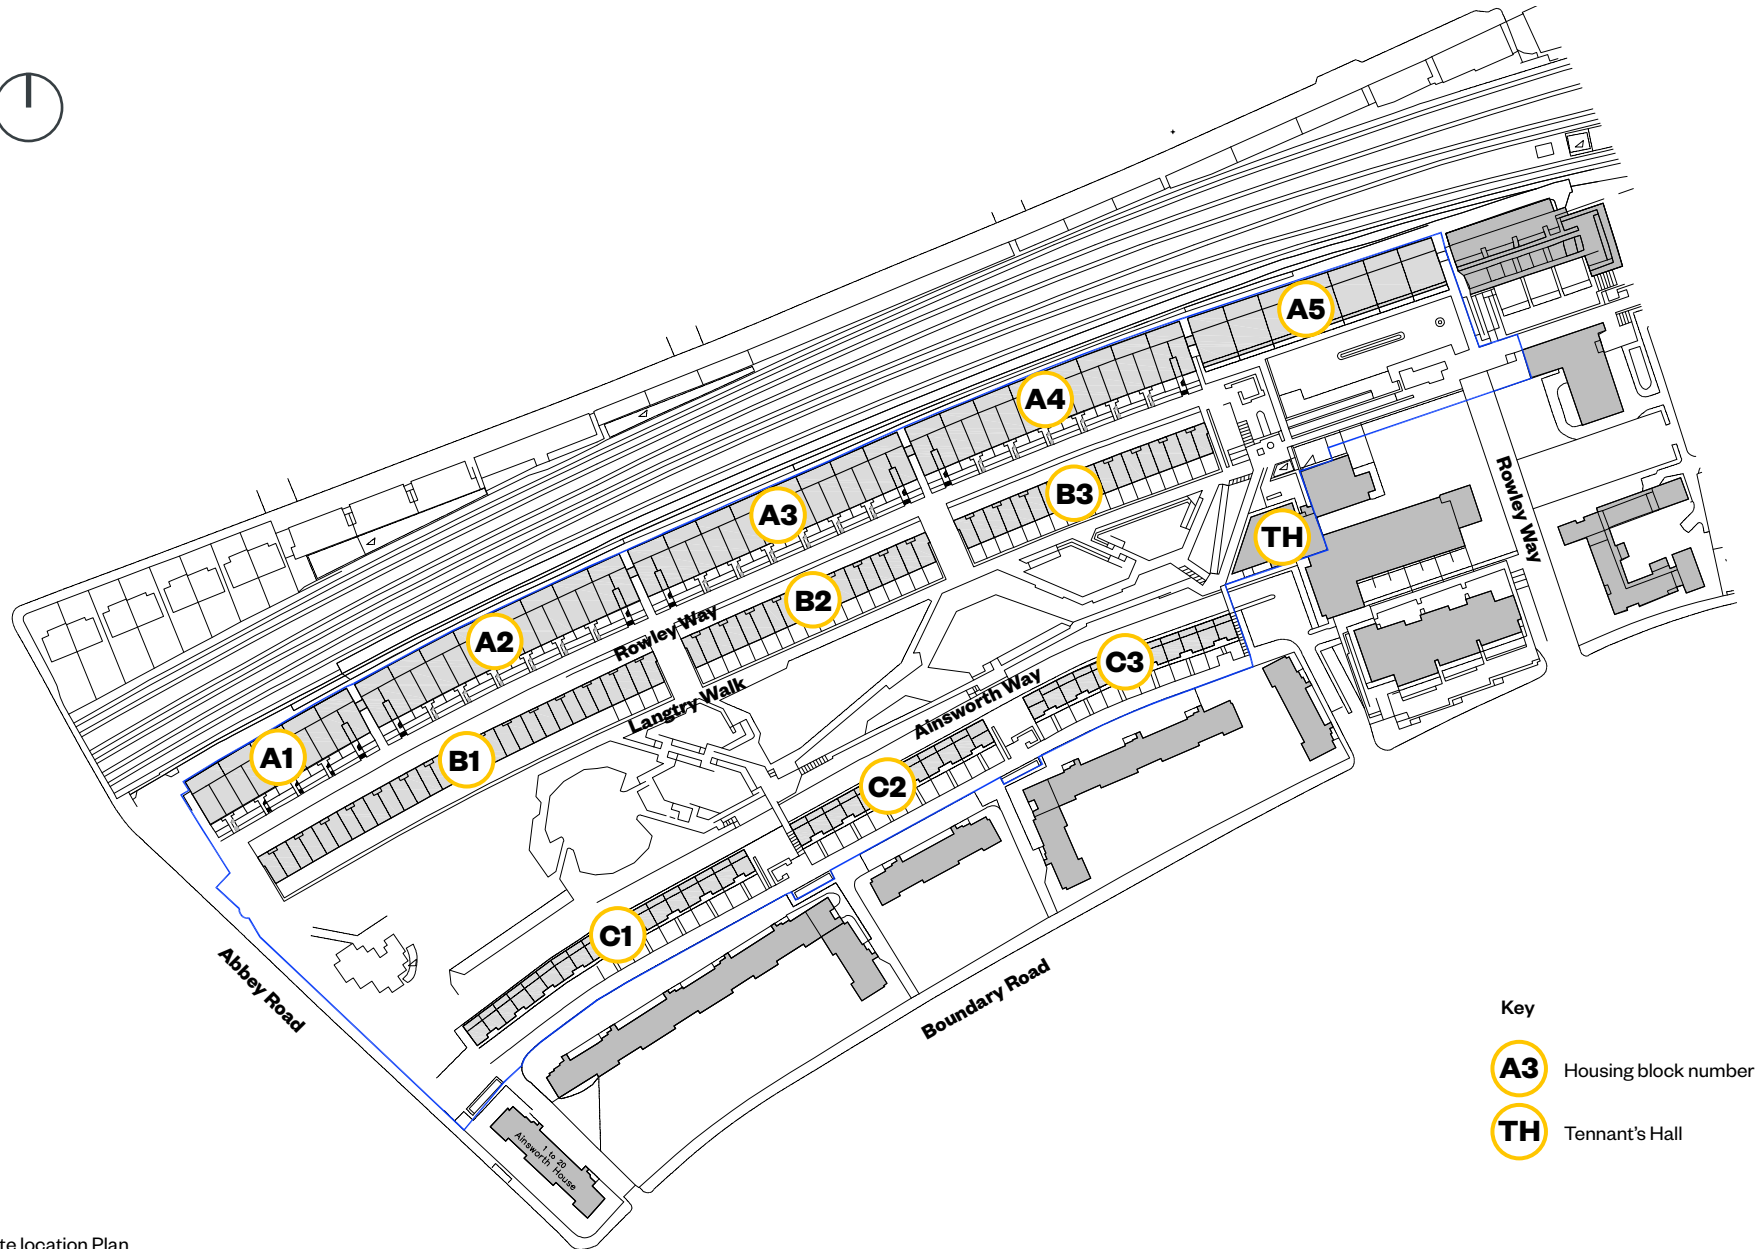 A5
A4
B3
A3
TH
Rowley Way
B2
A2
Rowley Way
C3
Langtry Walk
Ainsworth Way
A1
B1
C2
C1
Abbey Road
Boundary Road
Key
A3 Housing block number
TH Tennant's Hall
1 to 20
Ainsworth House
te location Plan